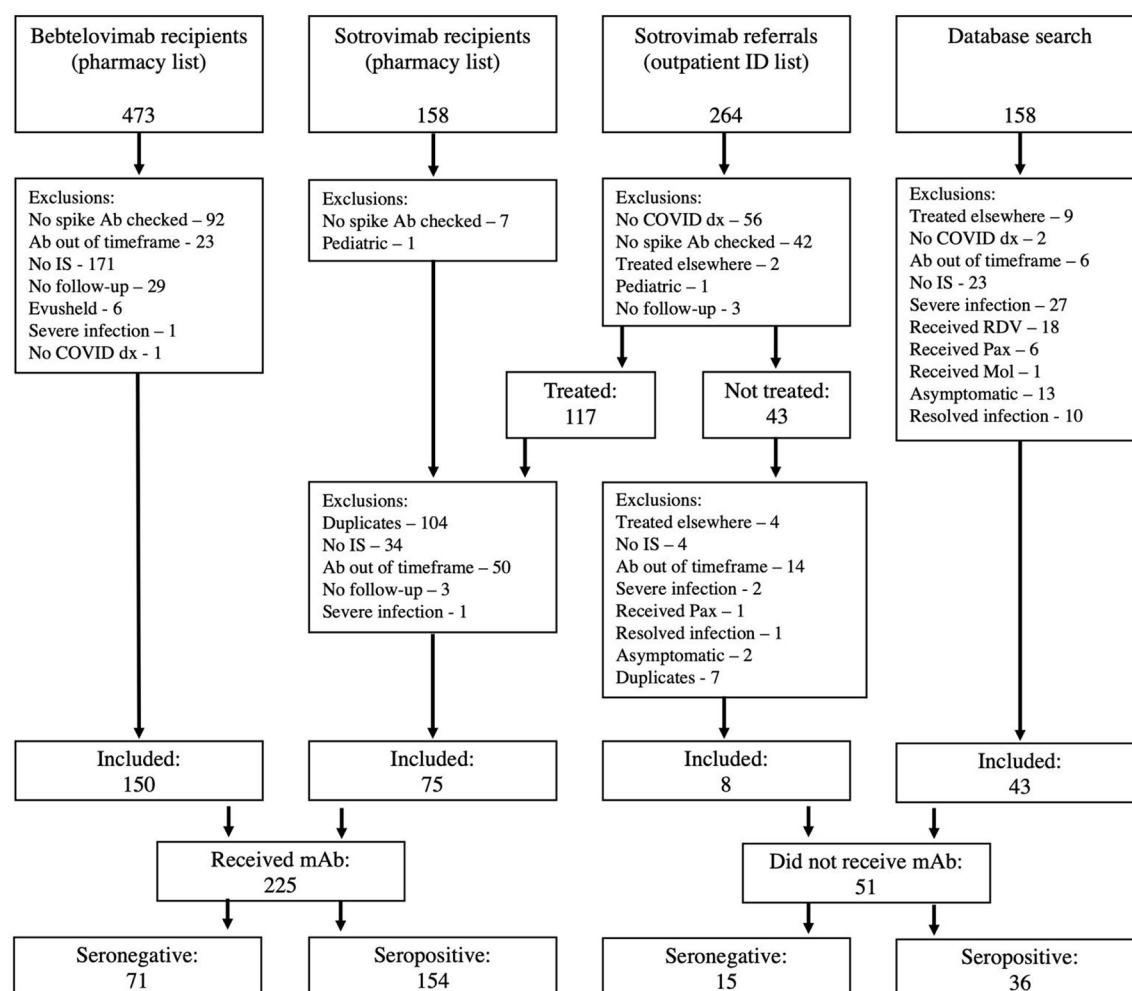 Bebtelovimab recipients
(pharmacy list)
473
Sotrovimab recipients
(pharmacy list)
158
Sotrovimab referrals
(outpatient ID list)
264
Database search
158
Exclusions:
No spike Ab checked – 92
Ab out of timeframe - 23
No IS - 171
No follow-up – 29
Evusheld - 6
Severe infection – 1
No COVID dx - 1
Exclusions:
No spike Ab checked – 7
Pediatric – 1
Exclusions:
No COVID dx – 56
No spike Ab checked – 42
Treated elsewhere – 2
Pediatric – 1
No follow-up - 3
Exclusions:
Treated elsewhere – 9
No COVID dx – 2
Ab out of timeframe – 6
No IS - 23
Severe infection – 27
Received RDV – 18
Received Pax – 6
Received Mol – 1
Asymptomatic – 13
Resolved infection - 10
Treated:
117
Not treated:
43
Exclusions:
Duplicates – 104
No IS – 34
Ab out of timeframe – 50
No follow-up – 3
Severe infection - 1
Exclusions:
Treated elsewhere – 4
No IS – 4
Ab out of timeframe – 14
Severe infection - 2
Received Pax – 1
Resolved infection – 1
Asymptomatic – 2
Duplicates - 7
Included:
150
Included:
75
Included:
8
Included:
43
Received mAb:
225
Did not receive mAb:
51
Seronegative:
71
Seropositive:
154
Seronegative:
15
Seropositive:
36